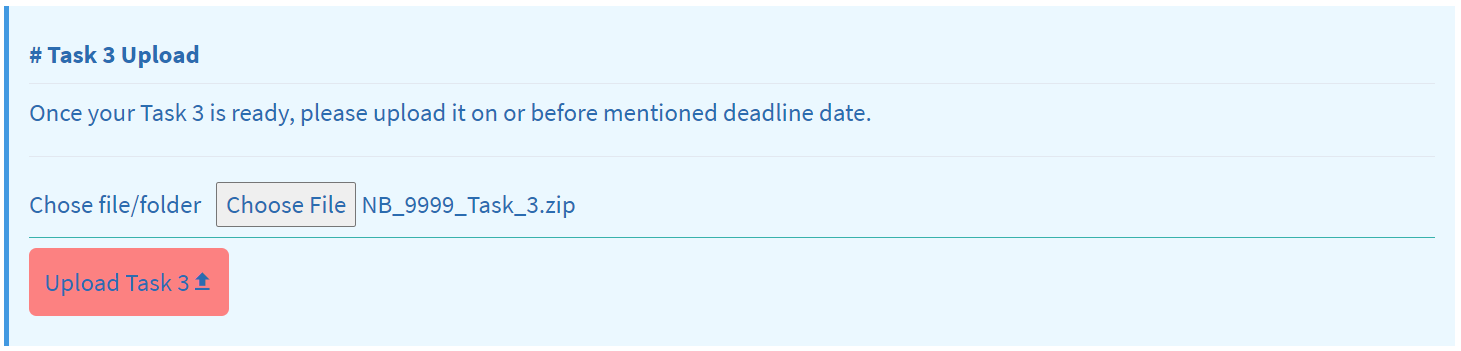 # Task 3 Upload
Once your Task 3 is ready, please upload it on or before mentioned deadline date.
Chose file/folder Choose File NB_9999_Task_3.zip
Upload Task 3